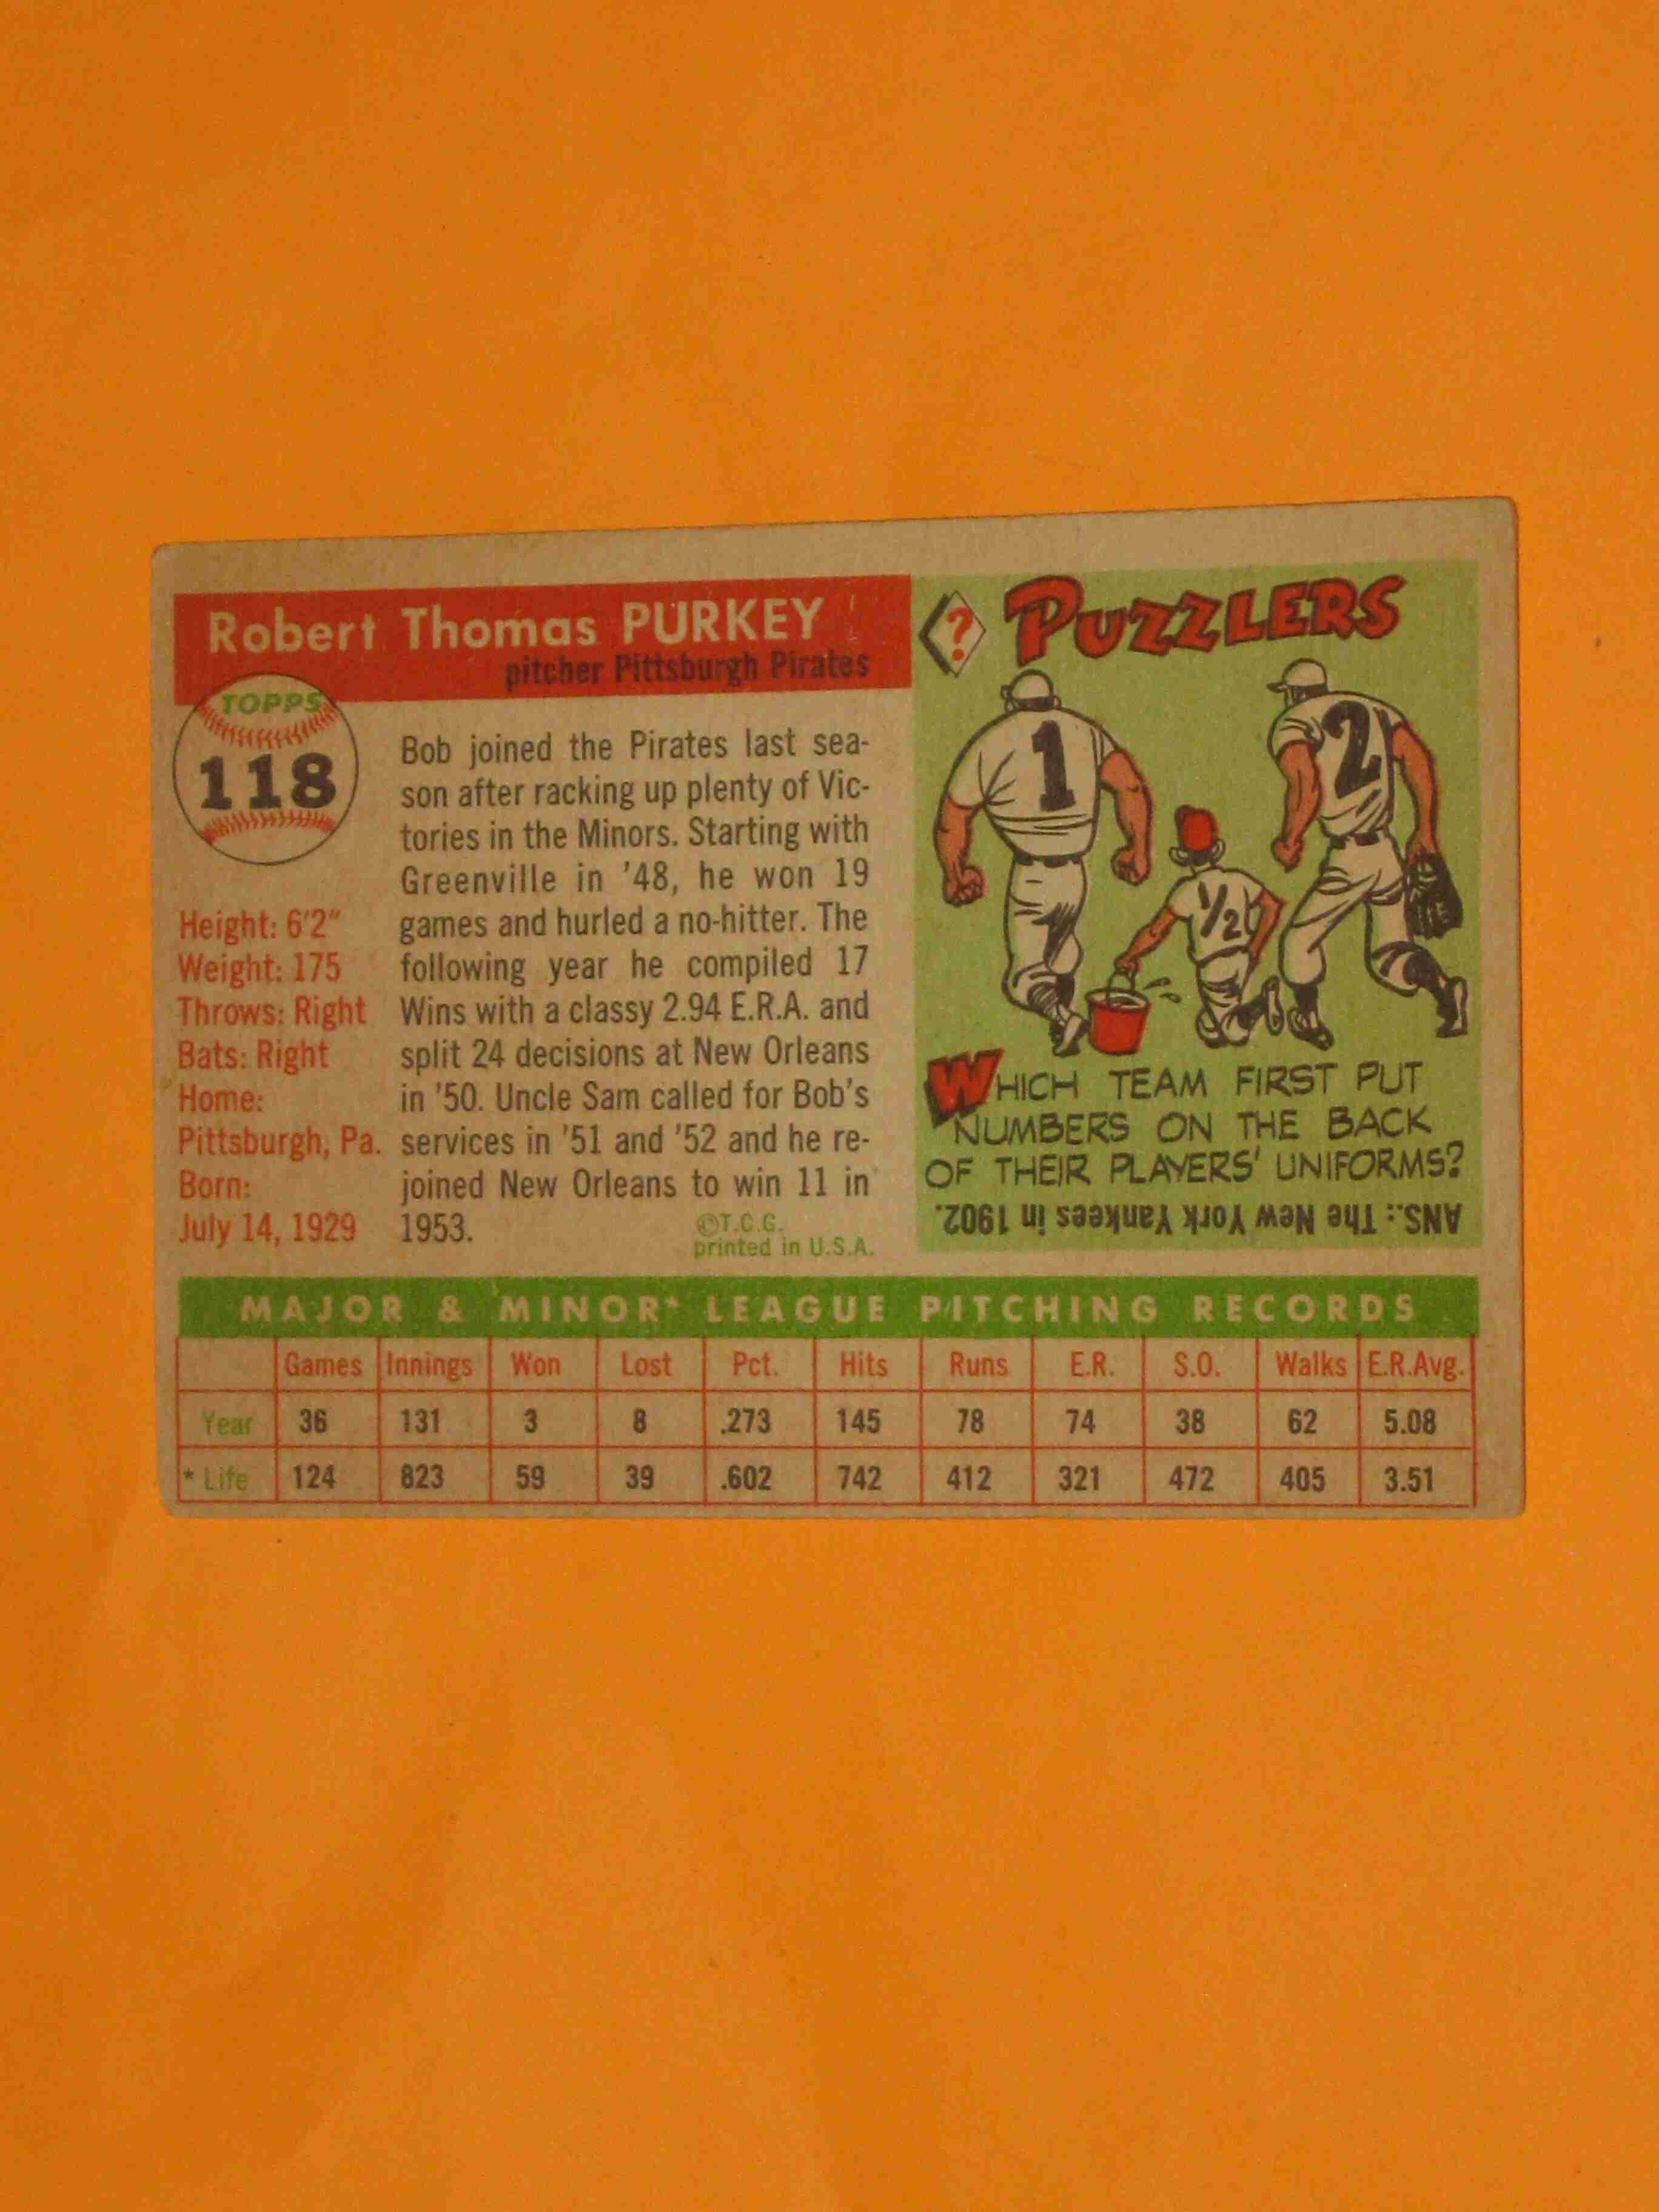 Robert Thomas PURKEY
pitcher Pittsburgh Pirates
TOPPS
118
Height: 6'2"
Weight: 175
Throws: Right
Bats: Right
Home:
Pittsburgh, Pa.
Born:
July 14, 1929
Bob joined the Pirates last sea-
son after racking up plenty of Vic-
tories in the Minors. Starting with
Greenville in '48, he won 19
games and hurled a no-hitter. The
following year he compiled 17
Wins with a classy 2.94 E.R.A. and
split 24 decisions at New Orleans
in '50. Uncle Sam called for Bob's
services in '51 and '52 and he re-
joined New Orleans to win 11 in
1953.
©T.C.G.
printed in U.S.A.
? PUZZLERS
1
2
1/2
WHICH TEAM FIRST PUT
NUMBERS ON THE BACK
OF THEIR PLAYERS' UNIFORMS?
ANS.: The New York Yankees in 1902.
MAJOR & MINOR* LEAGUE PITCHING RECORDS
Games Innings Won Lost Pct. Hits Runs E.R. S.O. Walks E.R.Avg.
Year 36 131 3 8 .273 145 78 74 38 62 5.08
* Life 124 823 59 39 .602 742 412 321 472 405 3.51